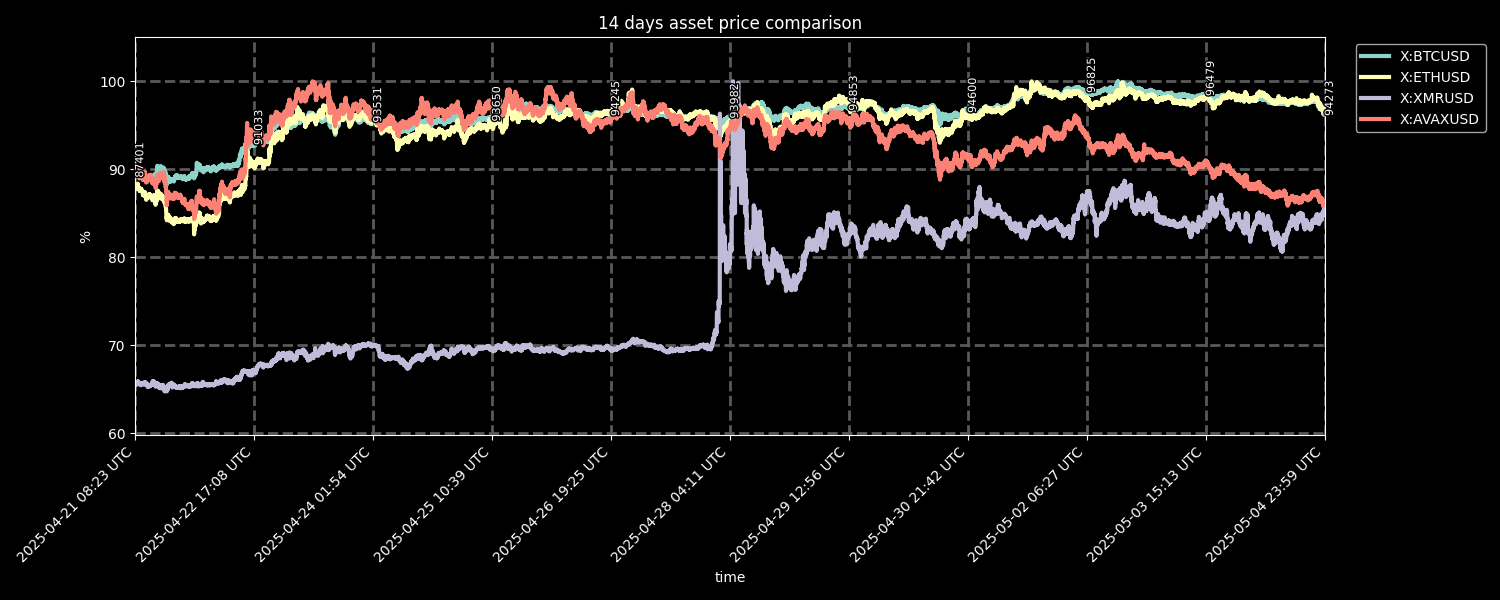 14 days asset price comparison
X:BTCUSD
X:ETHUSD
X:XMRUSD
X:AVAXUSD
100
90
80
70
60
%
87401
91033
93531
93650
94245
93982
94853
94600
96825
96479
94273
2025-04-21 08:23 UTC
2025-04-22 17:08 UTC
2025-04-24 01:54 UTC
2025-04-25 10:39 UTC
2025-04-26 19:25 UTC
2025-04-28 04:11 UTC
2025-04-29 12:56 UTC
2025-04-30 21:42 UTC
2025-05-02 06:27 UTC
2025-05-03 15:13 UTC
2025-05-04 23:59 UTC
time